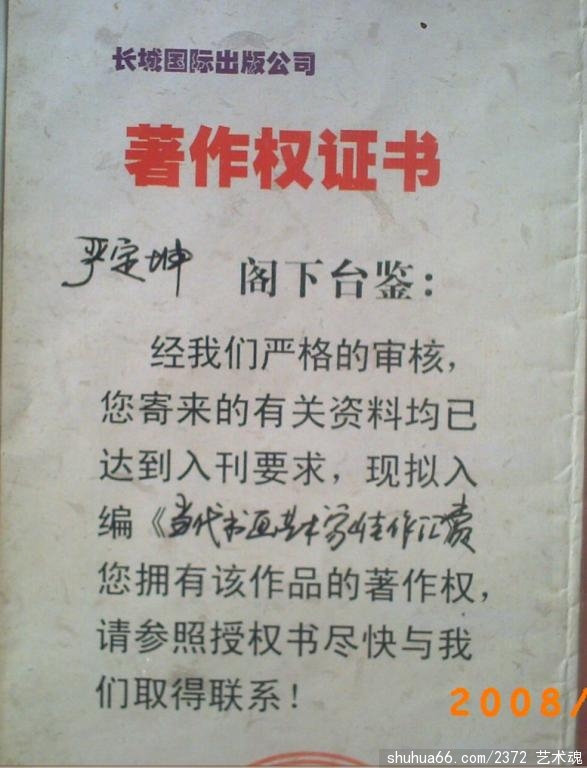 长城国际出版公司
著作权证书
严定坤 阁下台鉴：
经我们严格的审核，
您寄来的有关资料均已
达到入刊要求，现拟入
编《当代书画艺术家佳作汇
您拥有该作品的著作权，
请参照授权书尽快与我
们取得联系！
2008/
shuhua66.com/2372 艺术魂